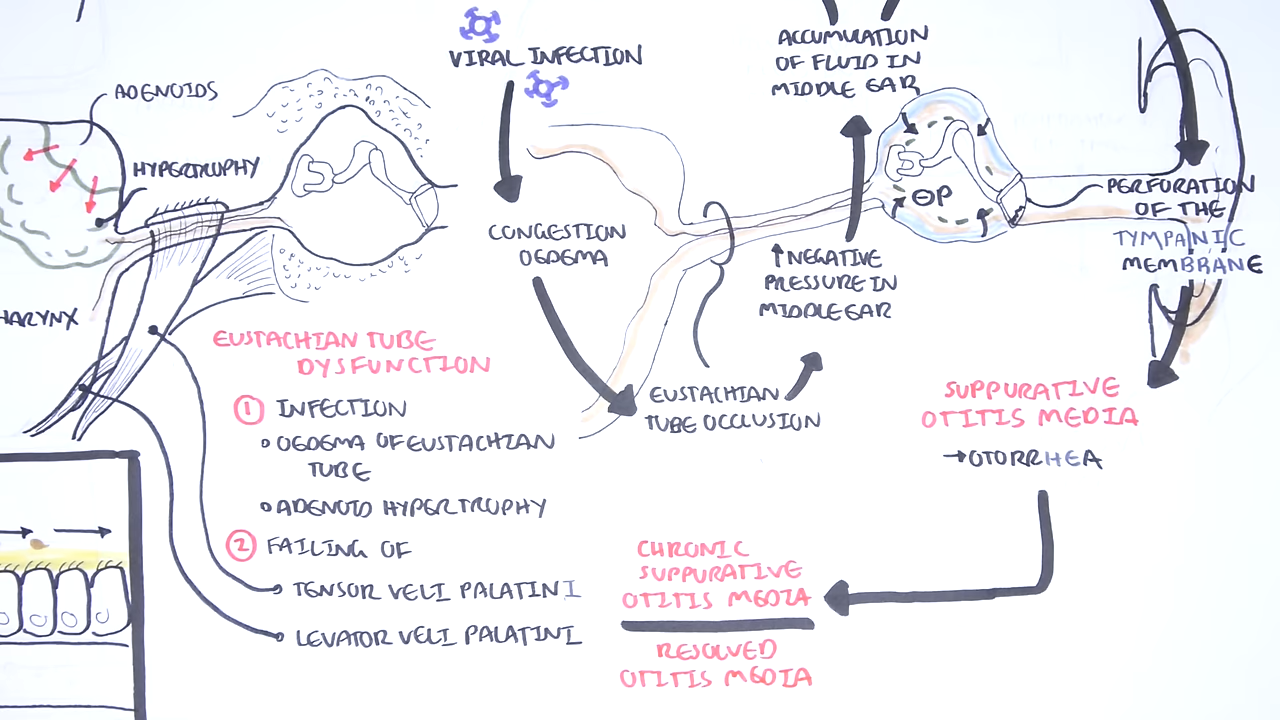 ADENOIDS
HYPERTROPHY
HARYNX
VIRAL INFECTION
CONGESTION
OEDEMA
EUSTACHIAN
TUBE OCCLUSION
↑NEGATIVE
PRESSURE IN
MIDDLE EAR
ACCUMULATION
OF FLUID IN
MIDDLE EAR
⊖P
PERFORATION
OF THE
TYMPANIC
MEMBRANE
SUPPURATIVE
OTITIS MEDIA
→OTORRHEA
CHRONIC
SUPPURATIVE
OTITIS MEDIA
RESOLVED
OTITIS MEDIA
EUSTACHIAN TUBE
DYSFUNCTION
1 INFECTION
OEDEMA OF EUSTACHIAN
TUBE
ADENOID HYPERTROPHY
2 FAILING OF
TENSOR VELI PALATINI
LEVATOR VELI PALATINI